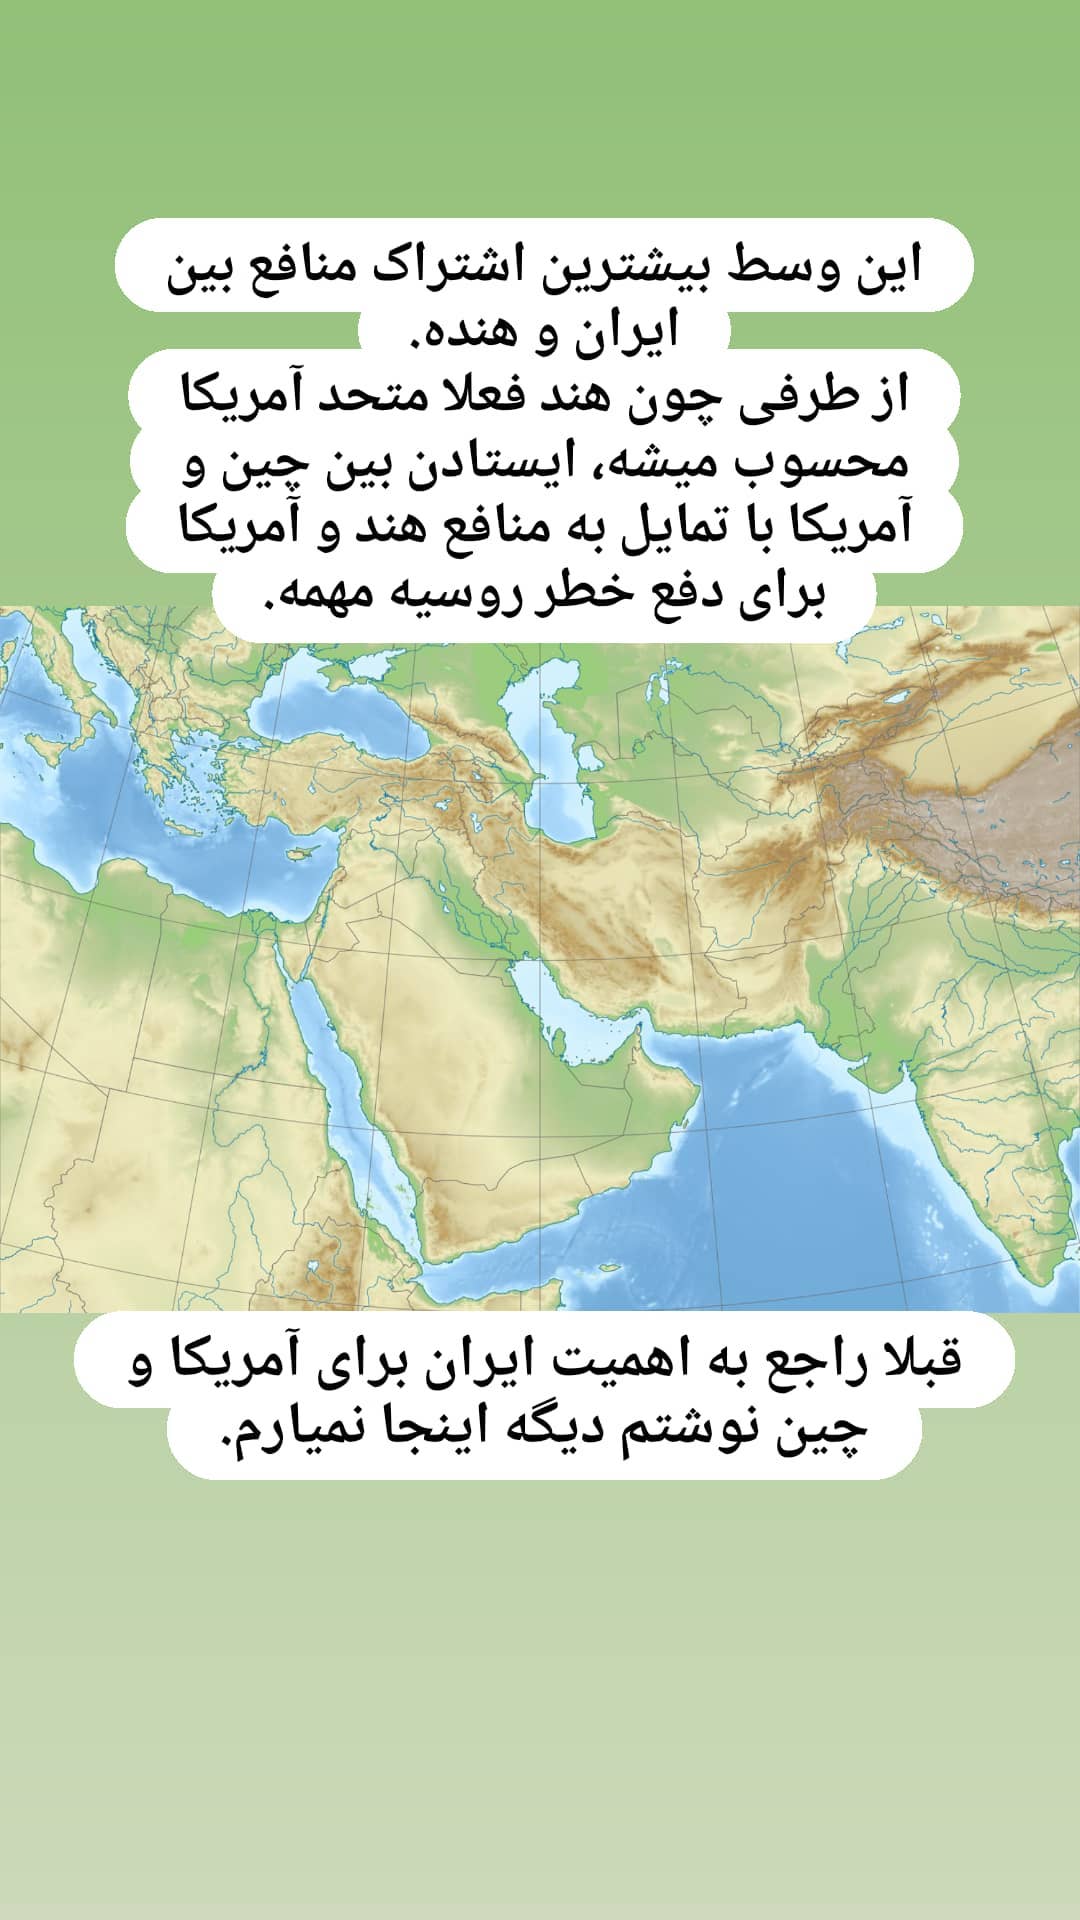 این وسط بیشترین اشتراک منافع بین
ایران و هنده.
از طرفی چون هند فعلا متحد آمریکا
محسوب میشه، ایستادن بین چین و
آمریکا با تمایل به منافع هند و آمریکا
برای دفع خطر روسیه مهمه.
قبلا راجع به اهمیت ایران برای آمریکا و
چین نوشتم دیگه اینجا نمیارم.